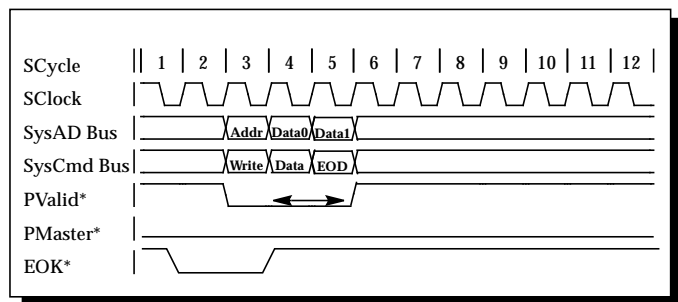 SCycle 1 2 3 4 5 6 7 8 9 10 11 12
SClock
SysAD Bus Addr Data0 Data1
SysCmd Bus Write Data EOD
PValid*
PMaster*
EOK*